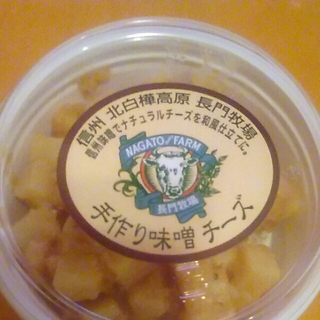 信州 北白樺高原 長門牧場
信州味噌でナチュラルチーズを和風仕立てに。
NAGATO FARM
長門牧場
手作り味噌チーズ